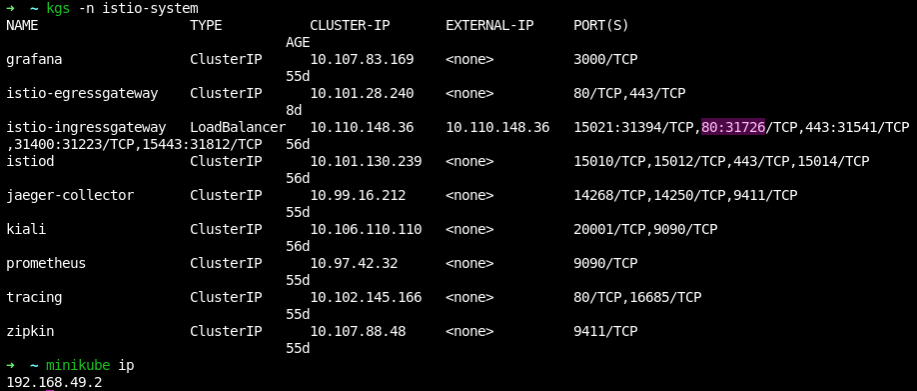 ➜  ~ kgs -n istio-system
NAME                   TYPE           CLUSTER-IP       EXTERNAL-IP     PORT(S)
                                   AGE
grafana                ClusterIP      10.107.83.169    <none>          3000/TCP
                                   55d
istio-egressgateway    ClusterIP      10.101.28.240    <none>          80/TCP,443/TCP
                                   8d
istio-ingressgateway   LoadBalancer   10.110.148.36    10.110.148.36   15021:31394/TCP,80:31726/TCP,443:31541/TCP
,31400:31223/TCP,15443:31812/TCP   56d
istiod                 ClusterIP      10.101.130.239   <none>          15010/TCP,15012/TCP,443/TCP,15014/TCP
                                   56d
jaeger-collector       ClusterIP      10.99.16.212     <none>          14268/TCP,14250/TCP,9411/TCP
                                   55d
kiali                  ClusterIP      10.106.110.110   <none>          20001/TCP,9090/TCP
                                   56d
prometheus             ClusterIP      10.97.42.32      <none>          9090/TCP
                                   55d
tracing                ClusterIP      10.102.145.166   <none>          80/TCP,16685/TCP
                                   55d
zipkin                 ClusterIP      10.107.88.48     <none>          9411/TCP
                                   55d
➜  ~ minikube ip
192.168.49.2